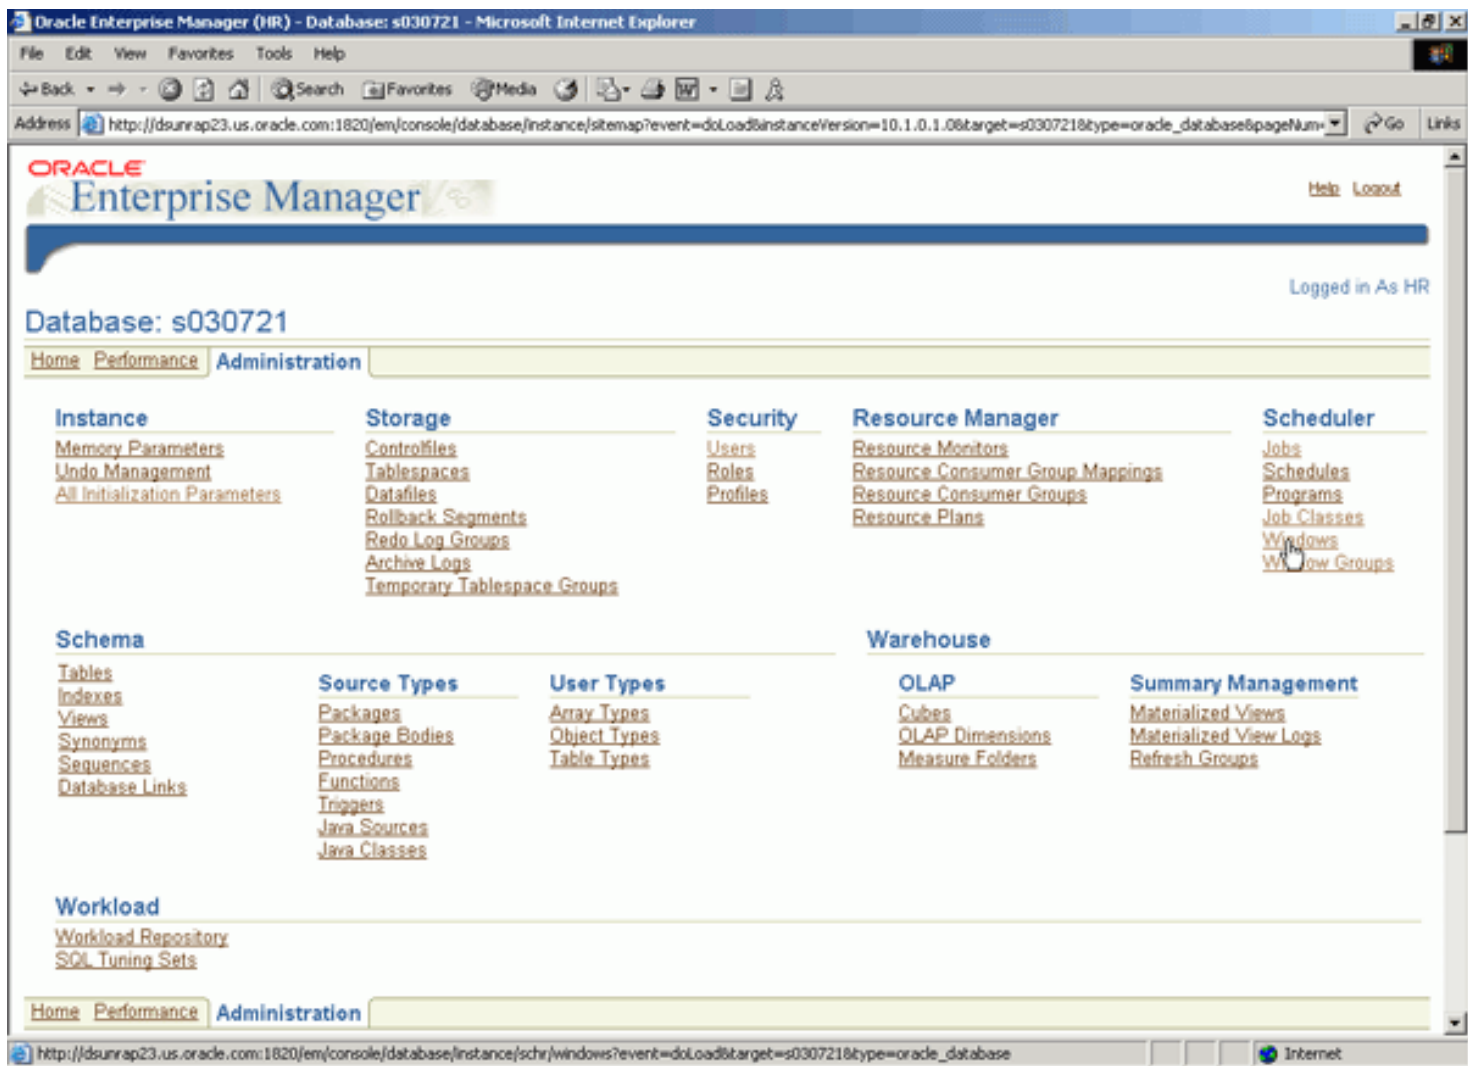 Oracle Enterprise Manager (HR) - Database: s030721 - Microsoft Internet Explorer
File Edit View Favorites Tools Help
Back Search Favorites Media
Address http://dsunrap23.us.oracle.com:1820/em/console/database/instance/sitemap?event=doLoad&instanceVersion=10.1.0.1.0&target=s030721&type=oracle_database&pageNum= Go Links
ORACLE
Enterprise Manager
Help Logout
Logged in As HR
Database: s030721
Home Performance Administration
Instance
Memory Parameters
Undo Management
All Initialization Parameters
Storage
Controlfiles
Tablespaces
Datafiles
Rollback Segments
Redo Log Groups
Archive Logs
Temporary Tablespace Groups
Security
Users
Roles
Profiles
Resource Manager
Resource Monitors
Resource Consumer Group Mappings
Resource Consumer Groups
Resource Plans
Scheduler
Jobs
Schedules
Programs
Job Classes
Windows
Window Groups
Schema
Tables
Indexes
Views
Synonyms
Sequences
Database Links
Source Types
Packages
Package Bodies
Procedures
Functions
Triggers
Java Sources
Java Classes
User Types
Array Types
Object Types
Table Types
Warehouse
OLAP
Cubes
OLAP Dimensions
Measure Folders
Summary Management
Materialized Views
Materialized View Logs
Refresh Groups
Workload
Workload Repository
SQL Tuning Sets
Home Performance Administration
http://dsunrap23.us.oracle.com:1820/em/console/database/instance/schr/windows?event=doLoad&target=s030721&type=oracle_database Internet